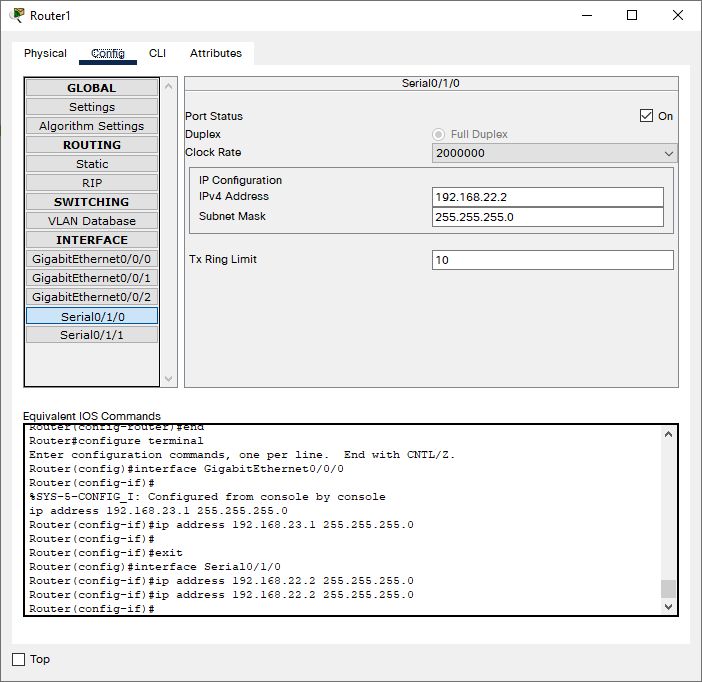 Router1
Physical Config CLI Attributes
GLOBAL
Settings
Algorithm Settings
ROUTING
Static
RIP
SWITCHING
VLAN Database
INTERFACE
GigabitEthernet0/0/0
GigabitEthernet0/0/1
GigabitEthernet0/0/2
Serial0/1/0
Serial0/1/1
Serial0/1/0
Port Status On
Duplex Full Duplex
Clock Rate 2000000
IP Configuration
IPv4 Address 192.168.22.2
Subnet Mask 255.255.255.0
Tx Ring Limit 10
Equivalent IOS Commands
Router(config-router)#end
Router#configure terminal
Enter configuration commands, one per line.  End with CNTL/Z.
Router(config)#interface GigabitEthernet0/0/0
Router(config-if)#
%SYS-5-CONFIG_I: Configured from console by console
ip address 192.168.23.1 255.255.255.0
Router(config-if)#ip address 192.168.23.1 255.255.255.0
Router(config-if)#
Router(config-if)#exit
Router(config)#interface Serial0/1/0
Router(config-if)#ip address 192.168.22.2 255.255.255.0
Router(config-if)#ip address 192.168.22.2 255.255.255.0
Router(config-if)#
Top